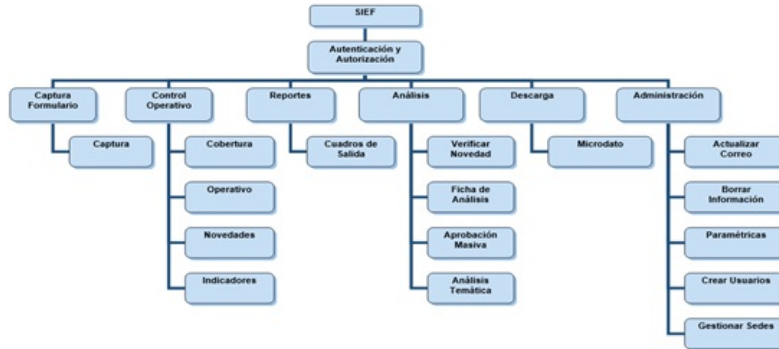 SIEF
Autenticación y
Autorización
Captura
Formulario
Control
Operativo
Reportes
Análisis
Descarga
Administración
Captura
Cobertura
Operativo
Novedades
Indicadores
Cuadros de
Salida
Verificar
Novedad
Ficha de
Análisis
Aprobación
Masiva
Análisis
Temática
Microdato
Actualizar
Correo
Borrar
Información
Paramétricas
Crear Usuarios
Gestionar Sedes